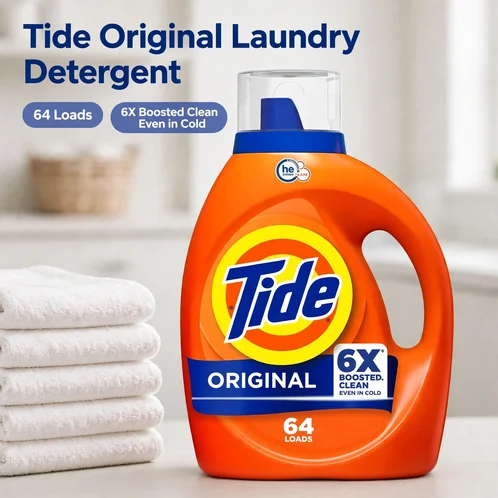 Tide Original Laundry
Detergent
64 Loads
6X Boosted Clean
Even in Cold
he
Tide
ORIGINAL
6X*
BOOSTED
CLEAN
EVEN IN COLD
64
LOADS